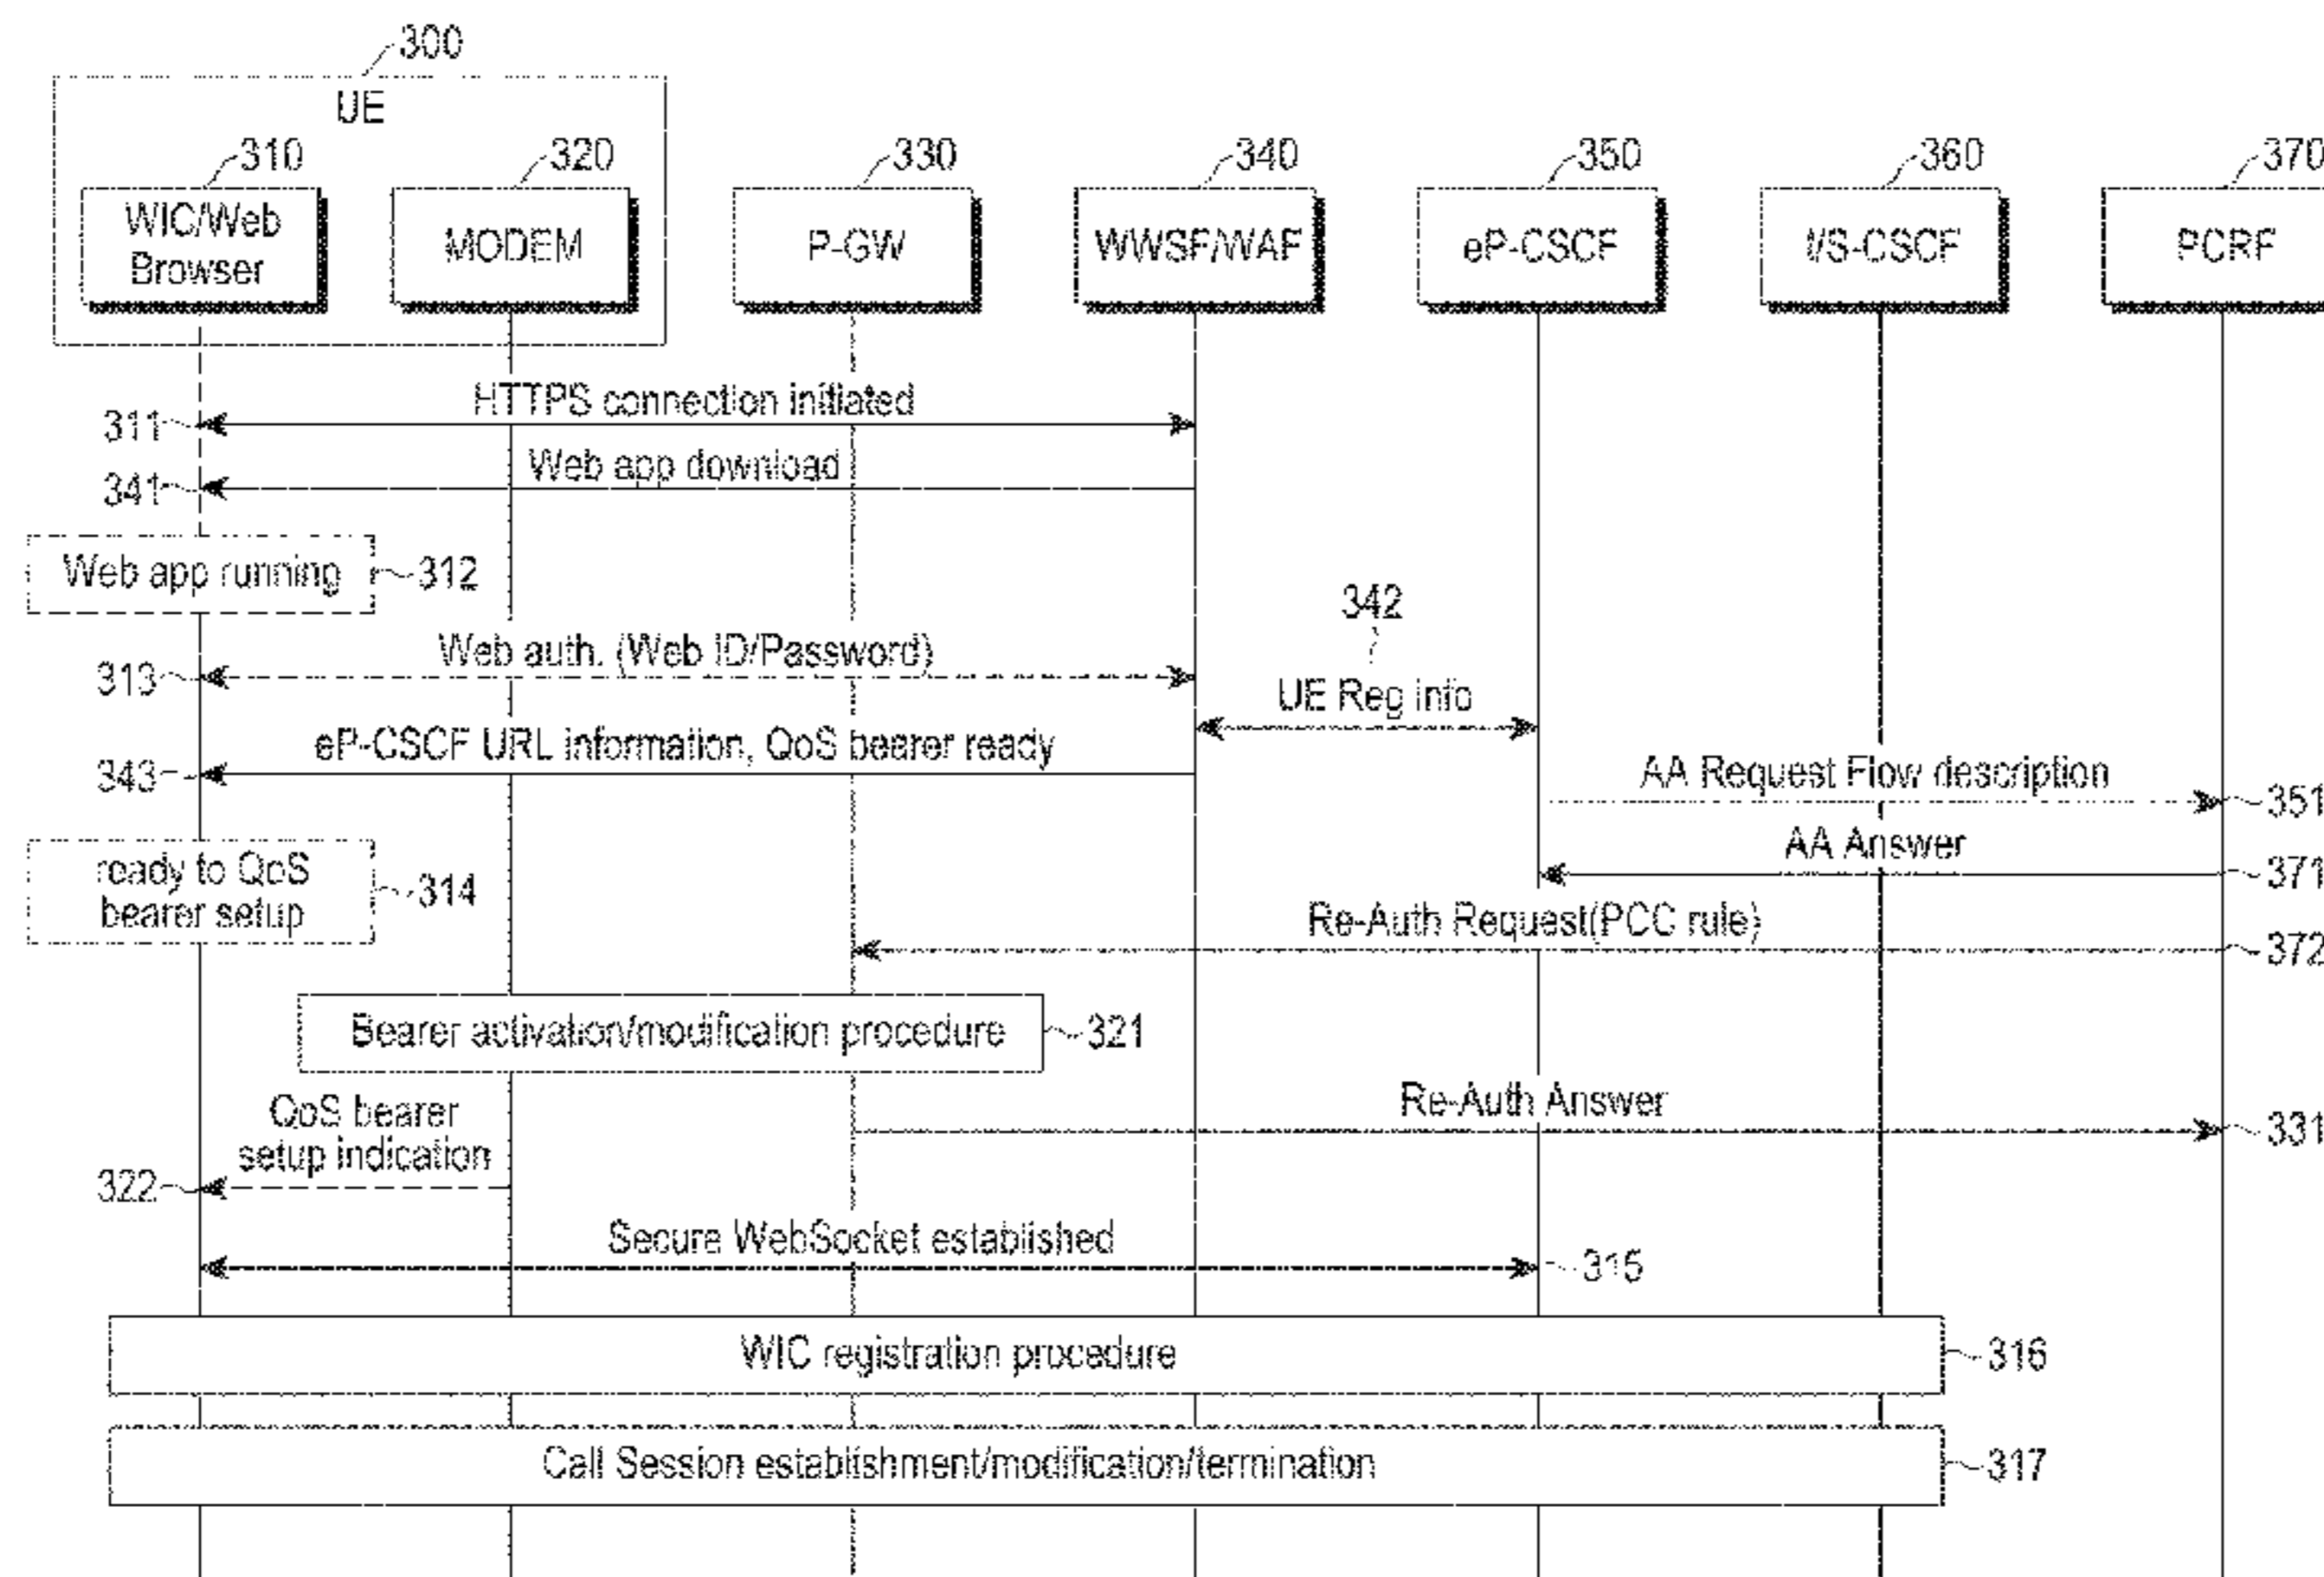 300
UE
310
320
330
340
350
360
370
WIC/Web
Browser
MODEM
P-GW
WWSF/WAF
eP-CSCF
I/S-CSCF
PCRF
HTTPS connection initiated
311
Web app download
341
Web app running
312
342
Web auth. (Web ID/Password)
313
UE Reg info
eP-CSCF URL information, QoS bearer ready
343
AA Request Flow description
351
AA Answer
371
ready to QoS
bearer setup
314
Re-Auth Request(PCC rule)
372
Bearer activation/modification procedure
321
Re-Auth Answer
331
QoS bearer
setup indication
322
Secure WebSocket established
315
WIC registration procedure
316
Call Session establishment/modification/termination
317